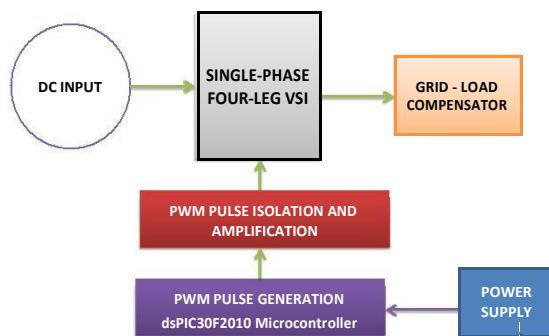 DC INPUT
SINGLE-PHASE
FOUR-LEG VSI
GRID - LOAD
COMPENSATOR
PWM PULSE ISOLATION AND
AMPLIFICATION
PWM PULSE GENERATION
dsPIC30F2010 Microcontroller
POWER
SUPPLY